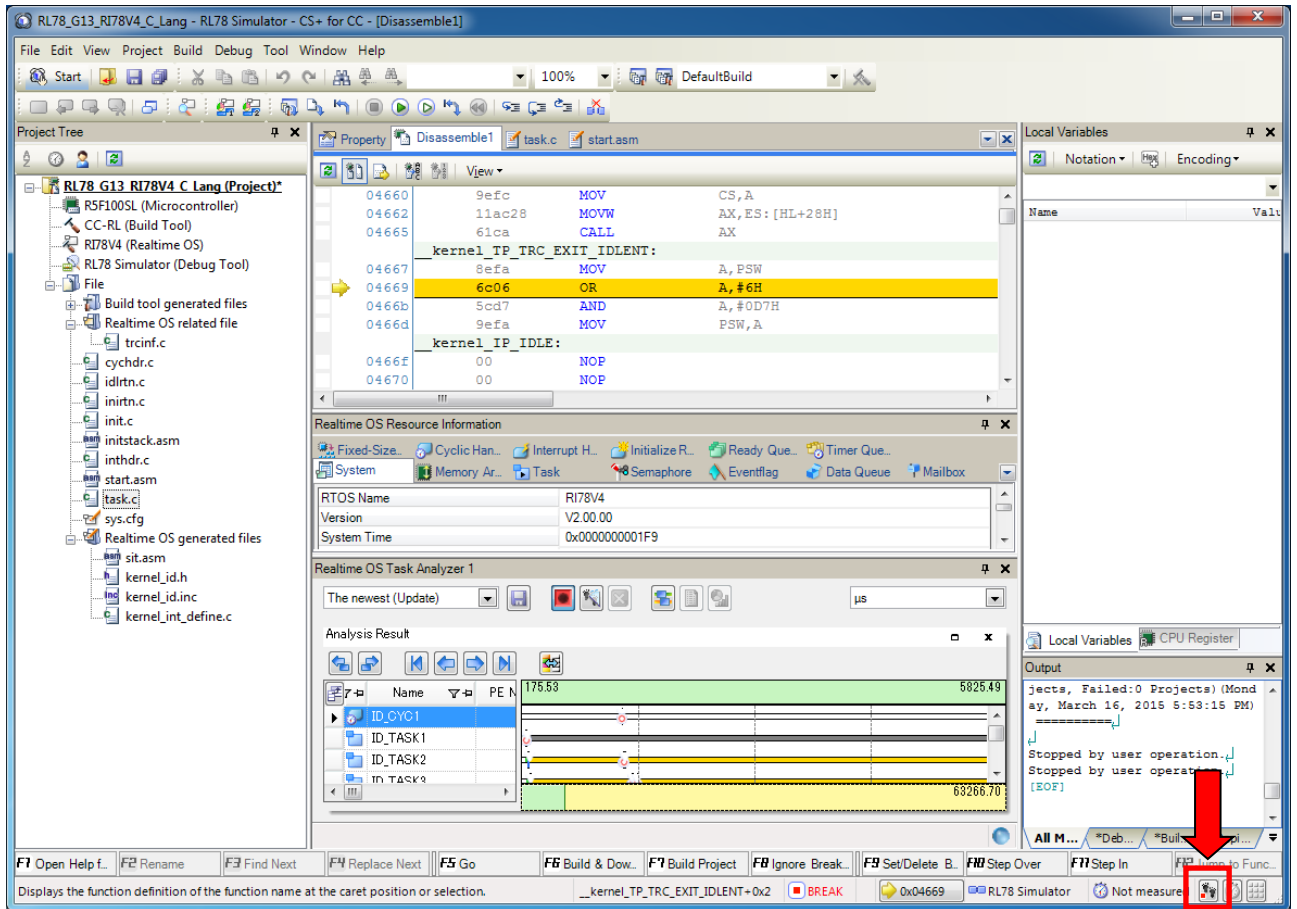 RL78_G13_RI78V4_C_Lang - RL78 Simulator - CS+ for CC - [Disassemble1]
File Edit View Project Build Debug Tool Window Help
Start 100% DefaultBuild
Project Tree
RL78_G13_RI78V4_C_Lang (Project)*
R5F100SL (Microcontroller)
CC-RL (Build Tool)
RI78V4 (Realtime OS)
RL78 Simulator (Debug Tool)
File
Build tool generated files
Realtime OS related file
trcinf.c
cychdr.c
idlrtn.c
inirtn.c
init.c
initstack.asm
inthdr.c
start.asm
task.c
sys.cfg
Realtime OS generated files
sit.asm
kernel_id.h
kernel_id.inc
kernel_int_define.c
Property Disassemble1 task.c start.asm
View
04660 9efc MOV CS,A
04662 11ac28 MOVW AX,ES:[HL+28H]
04665 61ca CALL AX
__kernel_TP_TRC_EXIT_IDLENT:
04667 8efa MOV A,PSW
04669 6c06 OR A,#6H
0466b 5cd7 AND A,#0D7H
0466d 9efa MOV PSW,A
__kernel_IP_IDLE:
0466f 00 NOP
04670 00 NOP
Realtime OS Resource Information
Fixed-Size... Cyclic Han... Interrupt H... Initialize R... Ready Que... Timer Que...
System Memory Ar... Task Semaphore Eventflag Data Queue Mailbox
RTOS Name RI78V4
Version V2.00.00
System Time 0x0000000001F9
Realtime OS Task Analyzer 1
The newest (Update) µs
Analysis Result
Name PE N 175.53 5825.49
ID_CYC1
ID_TASK1
ID_TASK2
ID_TASK3
63266.70
Local Variables
Notation Hex Encoding
Name Valu
Local Variables CPU Register
Output
jects, Failed:0 Projects)(Mond
ay, March 16, 2015 5:53:15 PM)
==========
Stopped by user operation.
Stopped by user operation.
[EOF]
All M... *Deb... *Bui...
F1 Open Help f... F2 Rename F3 Find Next F4 Replace Next F5 Go F6 Build & Dow... F7 Build Project F8 Ignore Break... F9 Set/Delete B... F10 Step Over F11 Step In F12 Jump to Func...
Displays the function definition of the function name at the caret position or selection. __kernel_TP_TRC_EXIT_IDLENT+0x2 BREAK 0x04669 RL78 Simulator Not measured